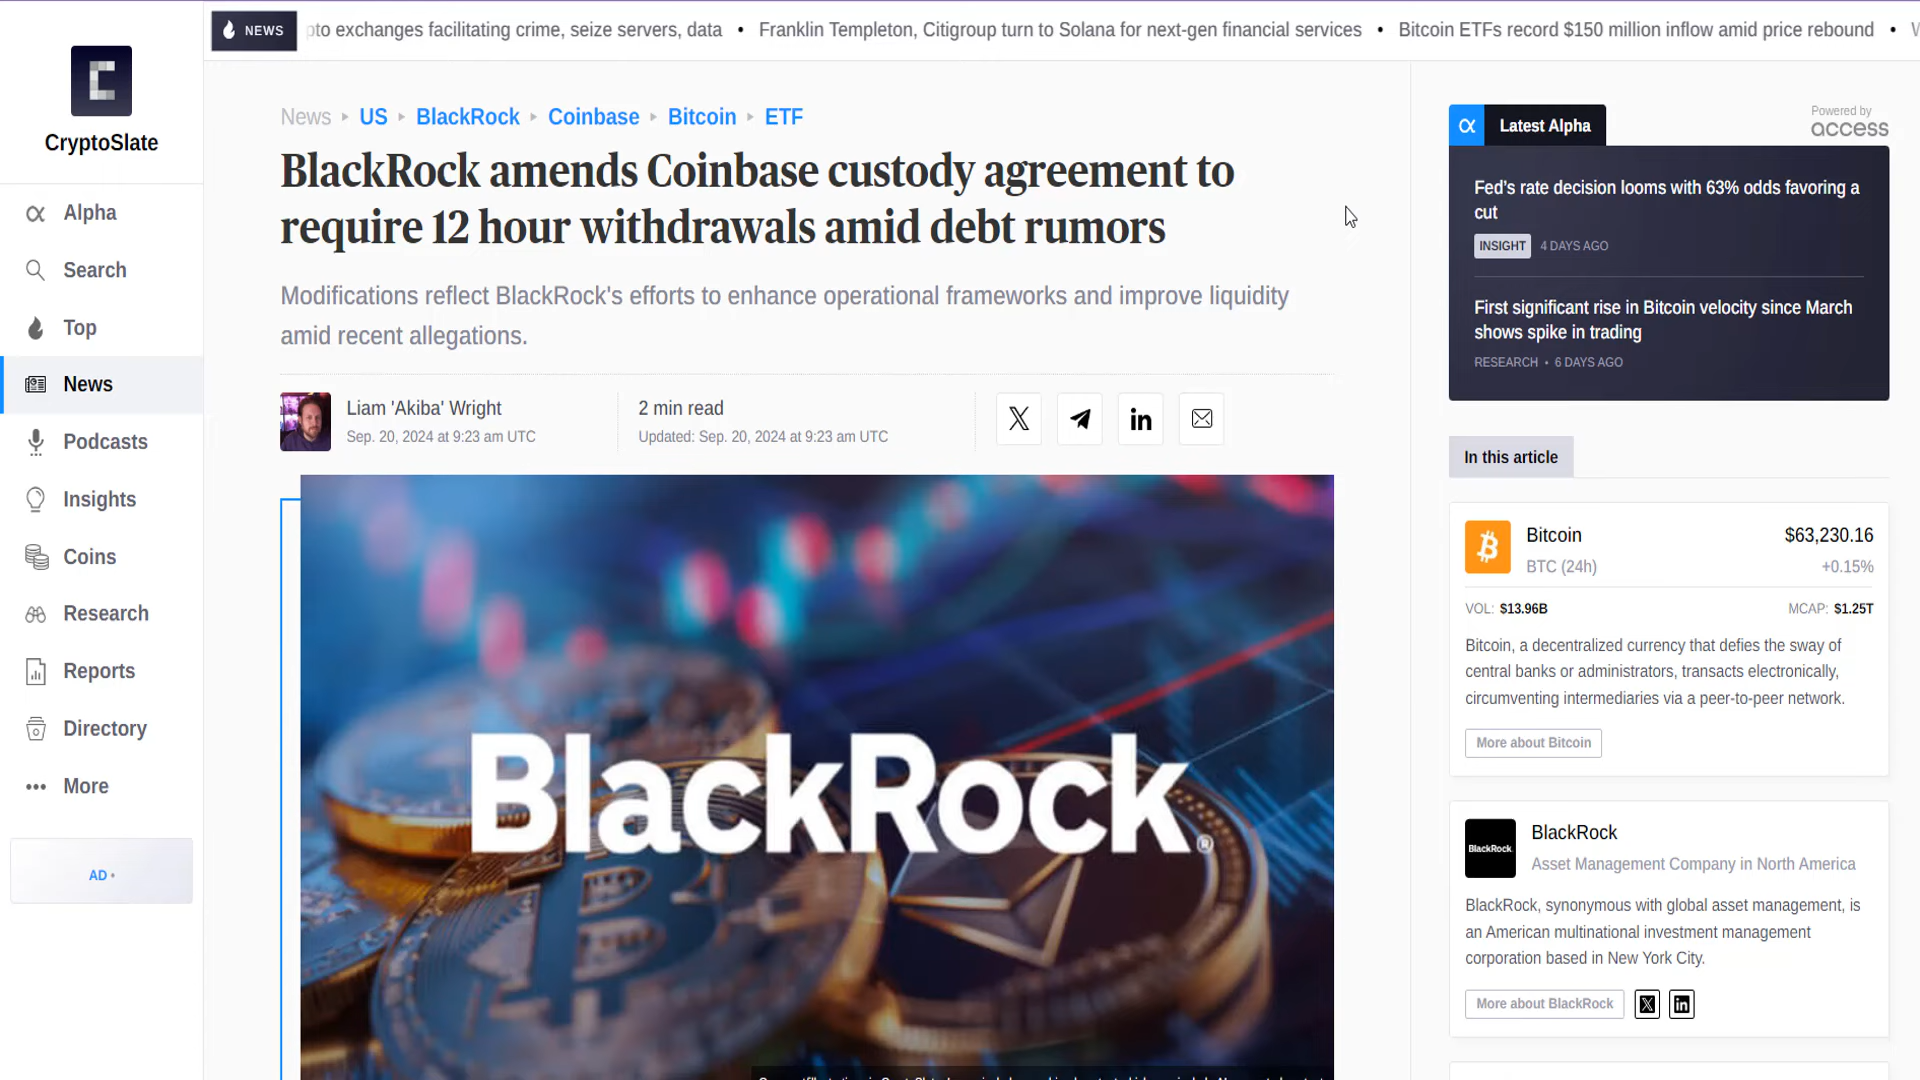 NEWS
pto exchanges facilitating crime, seize servers, data • Franklin Templeton, Citigroup turn to Solana for next-gen financial services • Bitcoin ETFs record $150 million inflow amid price rebound •
CryptoSlate
Alpha
Search
Top
News
Podcasts
Insights
Coins
Research
Reports
Directory
More
AD
News ▸ US ▸ BlackRock ▸ Coinbase ▸ Bitcoin ▸ ETF
BlackRock amends Coinbase custody agreement to
require 12 hour withdrawals amid debt rumors
Modifications reflect BlackRock's efforts to enhance operational frameworks and improve liquidity
amid recent allegations.
Liam 'Akiba' Wright
Sep. 20, 2024 at 9:23 am UTC
2 min read
Updated: Sep. 20, 2024 at 9:23 am UTC
BlackRock®
α Latest Alpha
Powered by
access
Fed's rate decision looms with 63% odds favoring a
cut
INSIGHT 4 DAYS AGO
First significant rise in Bitcoin velocity since March
shows spike in trading
RESEARCH • 6 DAYS AGO
In this article
Bitcoin $63,230.16
BTC (24h) +0.15%
VOL: $13.96B MCAP: $1.25T
Bitcoin, a decentralized currency that defies the sway of
central banks or administrators, transacts electronically,
circumventing intermediaries via a peer-to-peer network.
More about Bitcoin
BlackRock
BlackRock
Asset Management Company in North America
BlackRock, synonymous with global asset management, is
an American multinational investment management
corporation based in New York City.
More about BlackRock